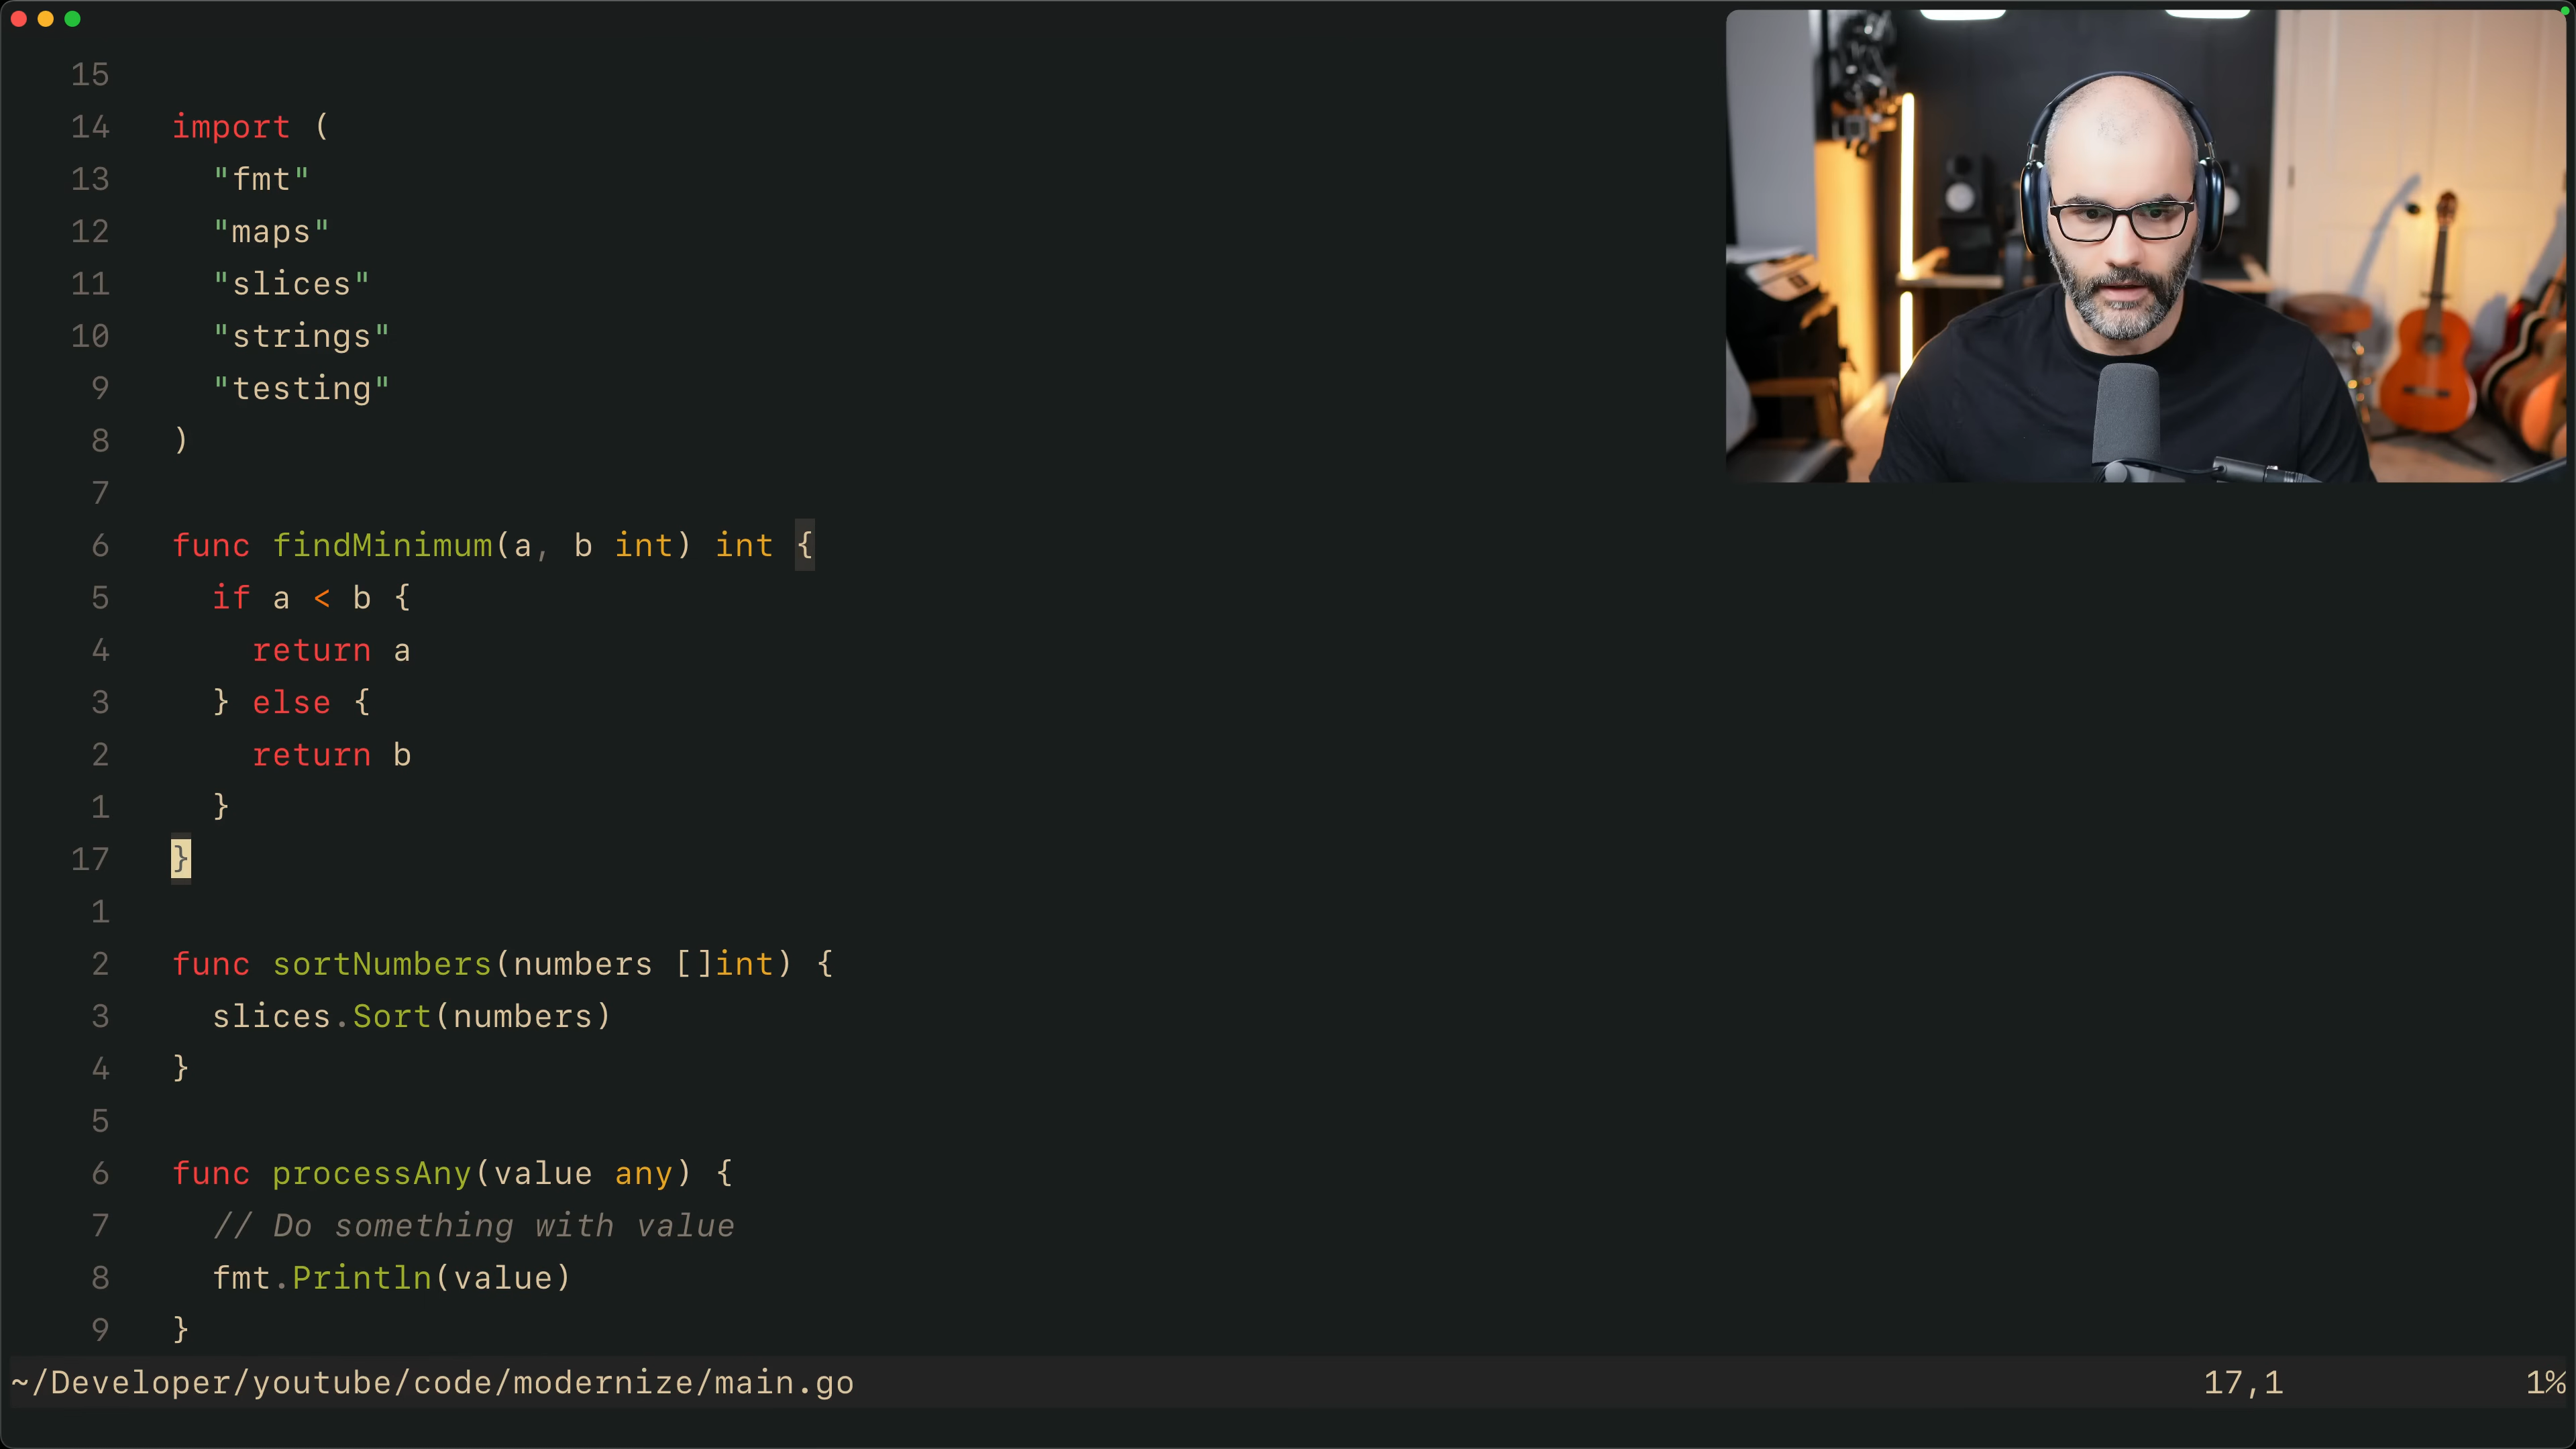 15
14 import (
13 "fmt"
12 "maps"
11 "slices"
10 "strings"
9 "testing"
8 )
7
6 func findMinimum(a, b int) int {
5 if a < b {
4 return a
3 } else {
2 return b
1 }
17 }
1
2 func sortNumbers(numbers []int) {
3 slices.Sort(numbers)
4 }
5
6 func processAny(value any) {
7 // Do something with value
8 fmt.Println(value)
9 }
~/Developer/youtube/code/modernize/main.go 17,1 1%